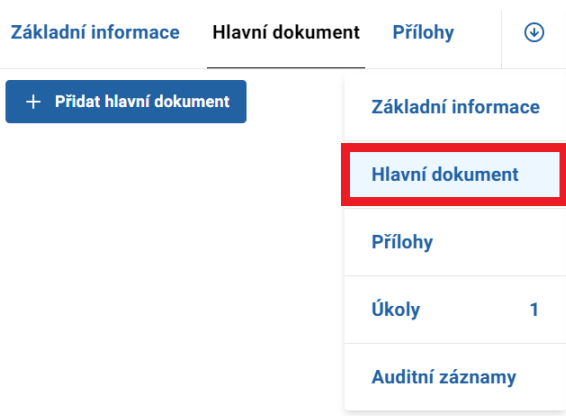 Základní informace Hlavní dokument Přílohy
+ Přidat hlavní dokument
Základní informace
Hlavní dokument
Přílohy
Úkoly 1
Auditní záznamy